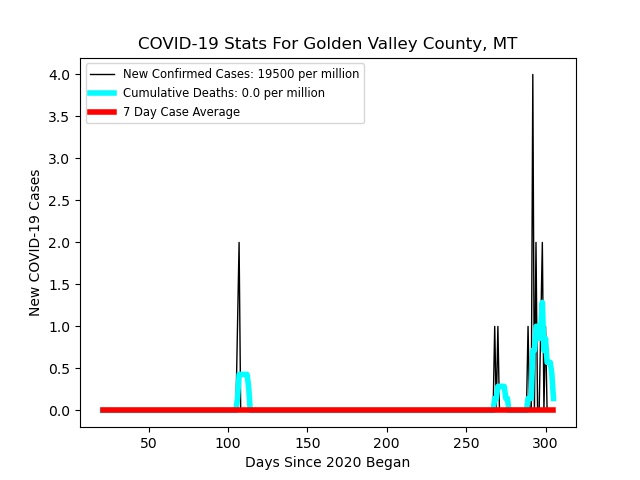 COVID-19 Stats For Golden Valley County, MT
New Confirmed Cases: 19500 per million
Cumulative Deaths: 0.0 per million
7 Day Case Average
4.0
3.5
3.0
2.5
2.0
1.5
1.0
0.5
0.0
New COVID-19 Cases
50 100 150 200 250 300
Days Since 2020 Began